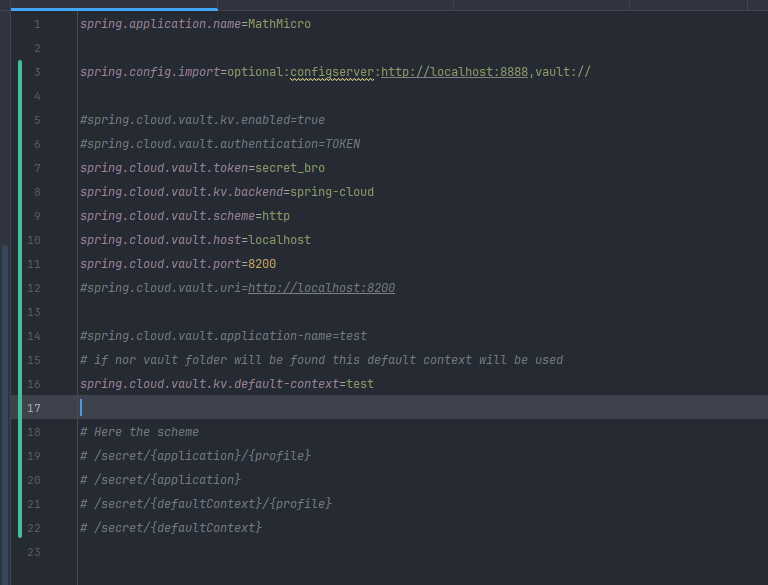 1 spring.application.name=MathMicro
2
3 spring.config.import=optional:configserver:http://localhost:8888,vault://
4
5 #spring.cloud.vault.kv.enabled=true
6 #spring.cloud.vault.authentication=TOKEN
7 spring.cloud.vault.token=secret_bro
8 spring.cloud.vault.kv.backend=spring-cloud
9 spring.cloud.vault.scheme=http
10 spring.cloud.vault.host=localhost
11 spring.cloud.vault.port=8200
12 #spring.cloud.vault.uri=http://localhost:8200
13
14 #spring.cloud.vault.application-name=test
15 # if nor vault folder will be found this default context will be used
16 spring.cloud.vault.kv.default-context=test
17
18 # Here the scheme
19 # /secret/{application}/{profile}
20 # /secret/{application}
21 # /secret/{defaultContext}/{profile}
22 # /secret/{defaultContext}
23